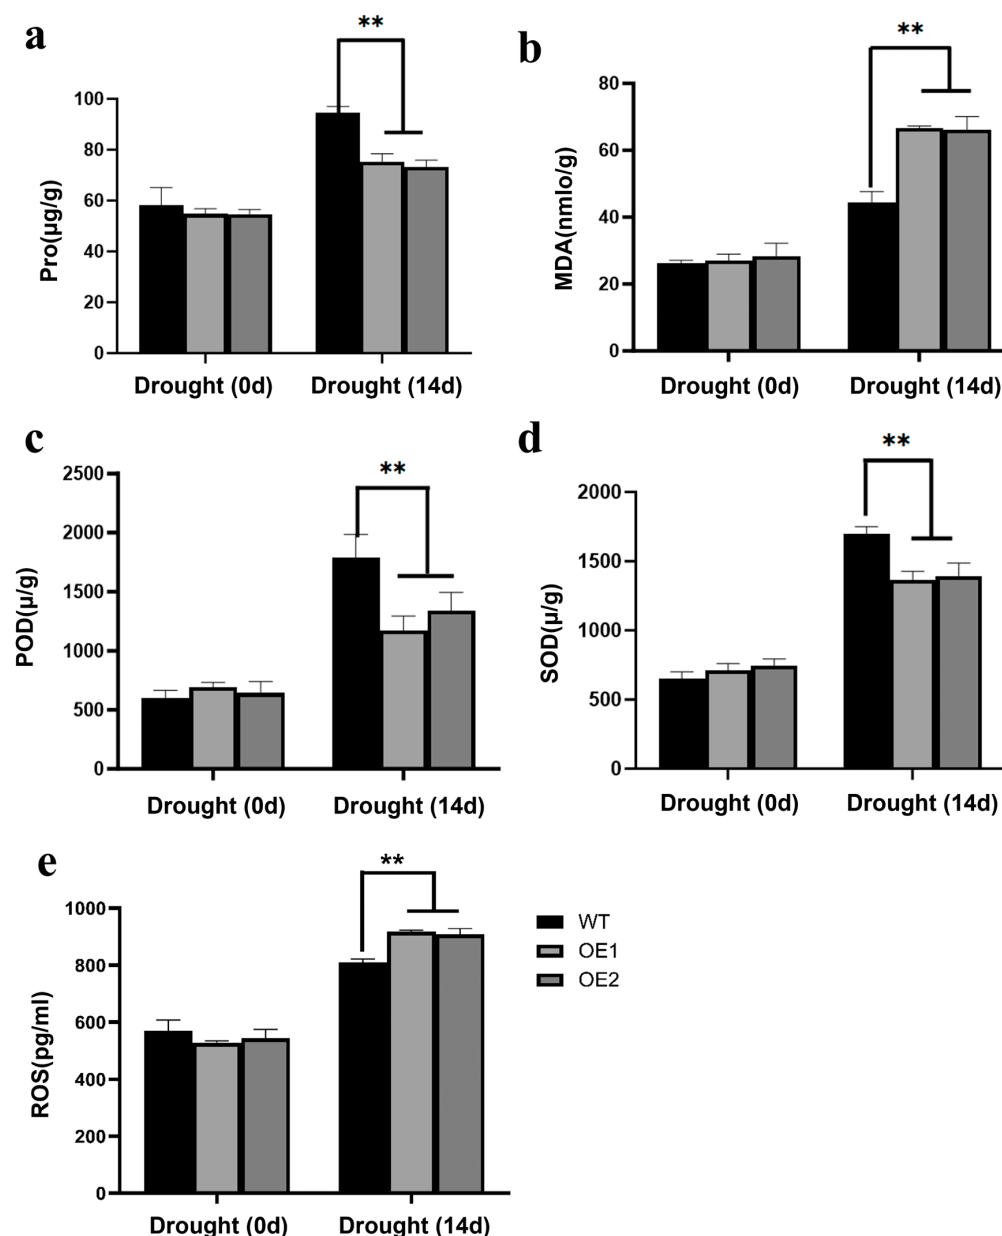 a
**
Pro(µg/g)
100
80
60
40
20
0
Drought (0d)
Drought (14d)
b
**
MDA(nmlo/g)
80
60
40
20
0
Drought (0d)
Drought (14d)
c
**
POD(µ/g)
2500
2000
1500
1000
500
0
Drought (0d)
Drought (14d)
d
**
SOD(µ/g)
2000
1500
1000
500
0
Drought (0d)
Drought (14d)
e
**
ROS(pg/ml)
1000
800
600
400
200
0
Drought (0d)
Drought (14d)
WT
OE1
OE2